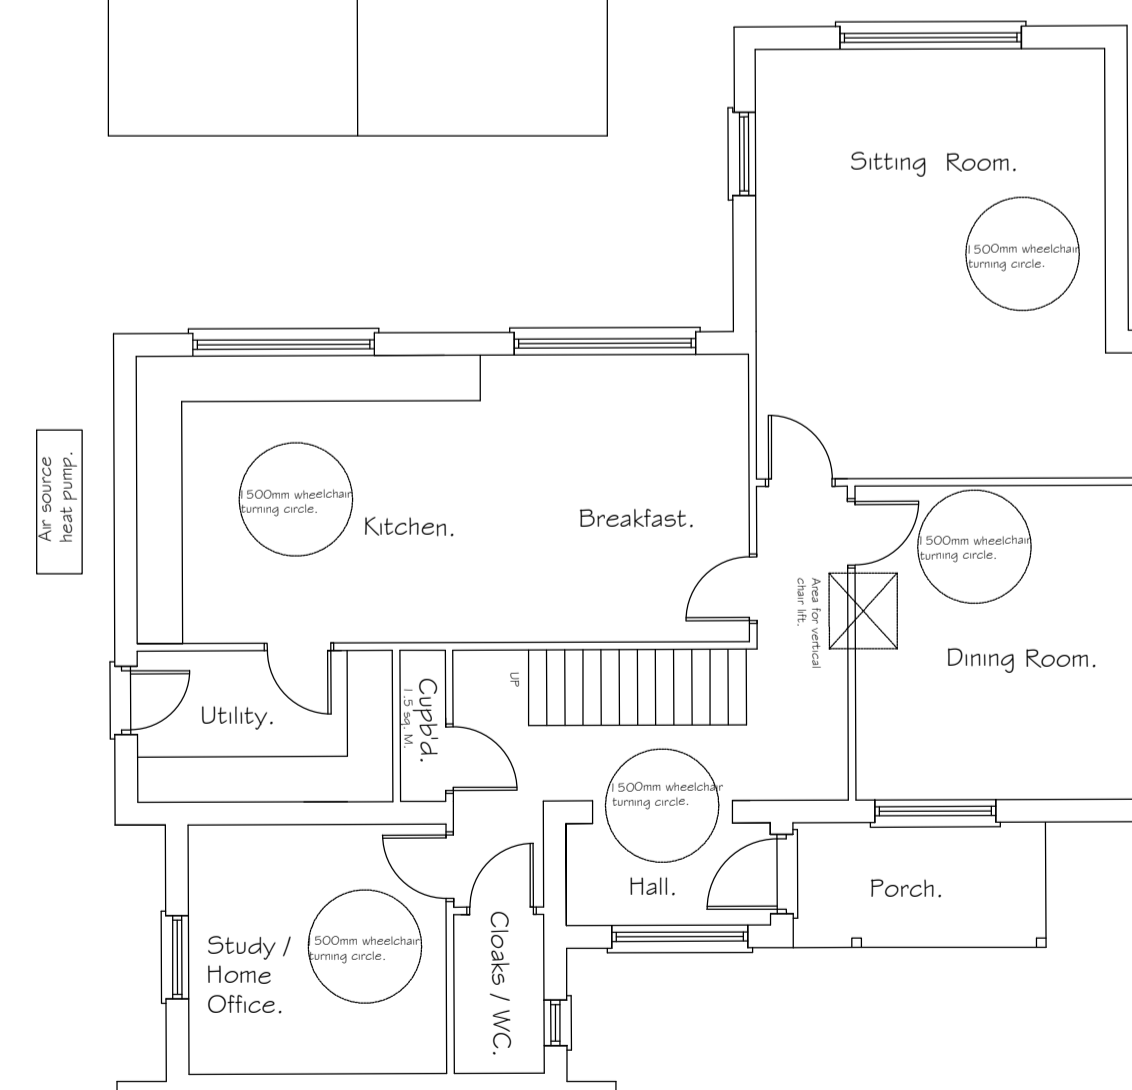 Sitting Room.
1500mm wheelchair
turning circle.
Air source
heat pump.
1500mm wheelchair
turning circle.
Kitchen.
Breakfast.
1500mm wheelchair
turning circle.
Area for vertical
chair lift.
Dining Room.
UP
Utility.
Cupb'd.
1.5 sq. M.
1500mm wheelchair
turning circle.
Hall.
Porch.
Study /
Home
Office.
1500mm wheelchair
turning circle.
Cloaks / WC.